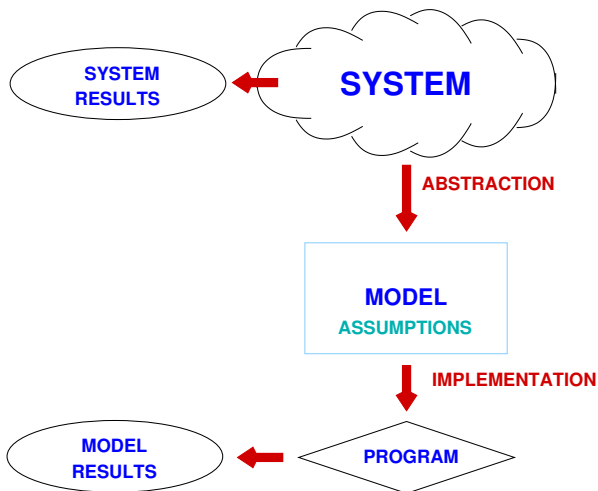 SYSTEM
RESULTS
SYSTEM
ABSTRACTION
MODEL
ASSUMPTIONS
IMPLEMENTATION
MODEL
RESULTS
PROGRAM